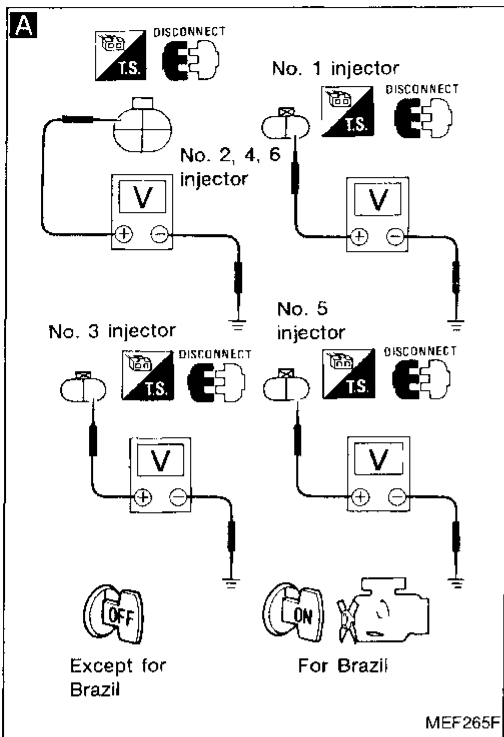 A
DISCONNECT
T.S.
No. 1 injector
DISCONNECT
T.S.
No. 2, 4, 6
injector
V
+ −
V
+ −
No. 3 injector
DISCONNECT
T.S.
No. 5
injector
DISCONNECT
T.S.
V
+ −
V
+ −
OFF
Except for
Brazil
ON
For Brazil
MEF265F